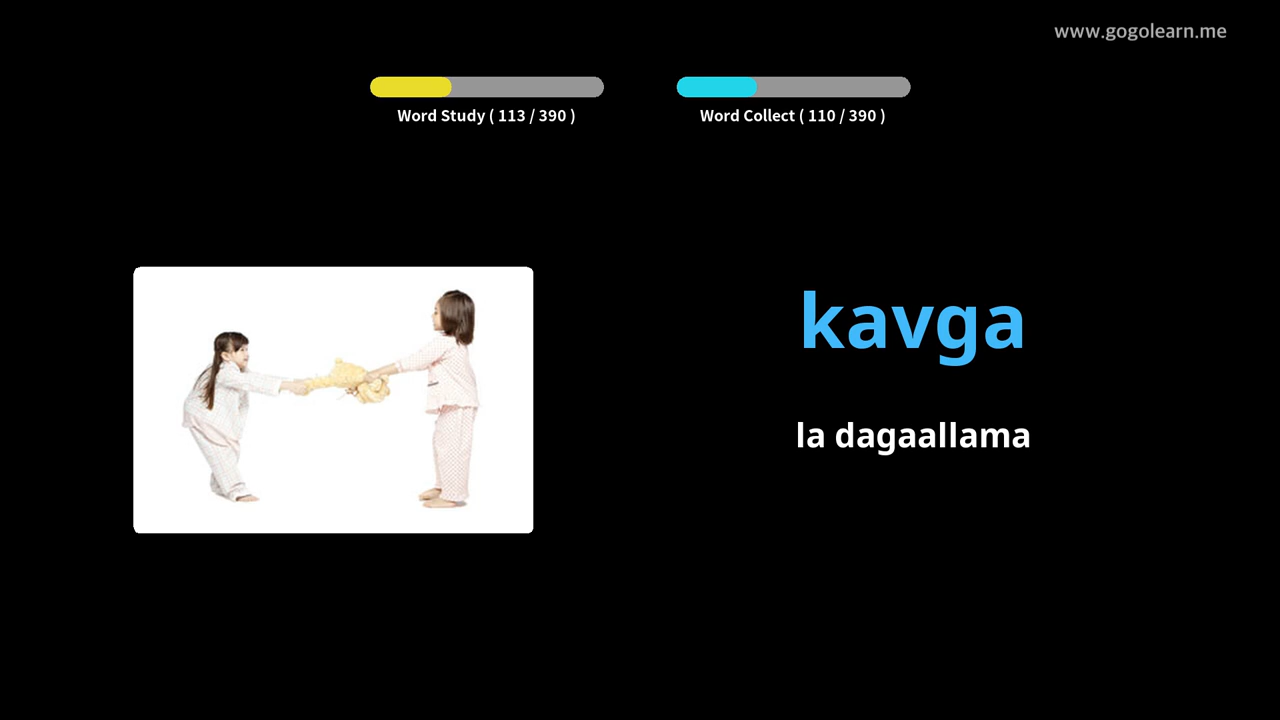 www.gogolearn.me
Word Study ( 113 / 390 )
Word Collect ( 110 / 390 )
kavga
la dagaallama